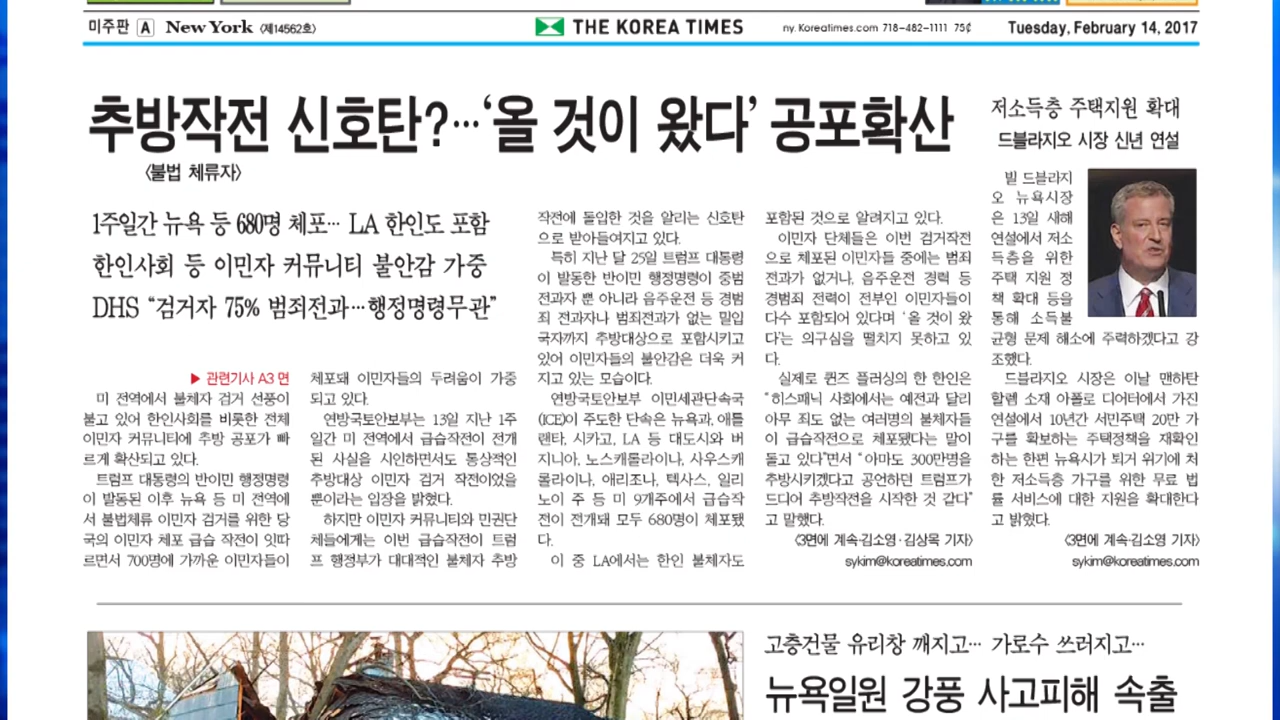 미주판 A New York 〈제14562호〉 THE KOREA TIMES ny.Koreatimes.com 718-482-1111 75¢ Tuesday, February 14, 2017
추방작전 신호탄?…‘올 것이 왔다’ 공포확산
〈불법 체류자〉
1주일간 뉴욕 등 680명 체포… LA 한인도 포함
한인사회 등 이민자 커뮤니티 불안감 가중
DHS “검거자 75% 범죄전과…행정명령무관”
▶ 관련기사 A3 면
미 전역에서 불체자 검거 선풍이
불고 있어 한인사회를 비롯한 전체
이민자 커뮤니티에 추방 공포가 빠
르게 확산되고 있다.
트럼프 대통령의 반이민 행정명령
이 발동된 이후 뉴욕 등 미 전역에
서 불법체류 이민자 검거를 위한 당
국의 이민자 체포 급습 작전이 잇따
르면서 700명에 가까운 이민자들이
체포돼 이민자들의 두려움이 가중
되고 있다.
연방국토안보부는 13일 지난 1주
일간 미 전역에서 급습작전이 전개
된 사실을 시인하면서도 통상적인
추방대상 이민자 검거 작전이었을
뿐이라는 입장을 밝혔다.
하지만 이민자 커뮤니티와 민권단
체들에게는 이번 급습작전이 트럼
프 행정부가 대대적인 불체자 추방
작전에 돌입한 것을 알리는 신호탄
으로 받아들여지고 있다.
특히 지난 달 25일 트럼프 대통령
이 발동한 반이민 행정명령이 중범
전과자 뿐 아니라 음주운전 등 경범
죄 전과자나 범죄전과가 없는 밀입
국자까지 추방대상으로 포함시키고
있어 이민자들의 불안감은 더욱 커
지고 있는 모습이다.
연방국토안보부 이민세관단속국
(ICE)이 주도한 단속은 뉴욕과, 애틀
랜타, 시카고, LA 등 대도시와 버
지니아, 노스캐롤라이나, 사우스캐
롤라이나, 애리조나, 텍사스, 일리
노이 주 등 미 9개주에서 급습작
전이 전개돼 모두 680명이 체포됐
다.
이 중 LA에서는 한인 불체자도
포함된 것으로 알려지고 있다.
이민자 단체들은 이번 검거작전
으로 체포된 이민자들 중에는 범죄
전과가 없거나, 음주운전 경력 등
경범죄 전력이 전부인 이민자들이
다수 포함되어 있다며 ‘올 것이 왔
다’는 의구심을 떨치지 못하고 있
다.
실제로 퀸즈 플러싱의 한 한인은
“히스패닉 사회에서는 예전과 달리
아무 죄도 없는 여러명의 불체자들
이 급습작전으로 체포됐다는 말이
돌고 있다”면서 “아마도 300만명을
추방시키겠다고 공언하던 트럼프가
드디어 추방작전을 시작한 것 같다”
고 말했다.
〈3면에 계속·김소영·김상목 기자〉
sykim@koreatimes.com
저소득층 주택지원 확대
드블라지오 시장 신년 연설
빌 드블라지
오 뉴욕시장
은 13일 새해
연설에서 저소
득층을 위한
주택 지원 정
책 확대 등을
통해 소득불
균형 문제 해소에 주력하겠다고 강
조했다.
드블라지오 시장은 이날 맨하탄
할렘 소재 아폴로 디어터에서 가진
연설에서 10년간 서민주택 20만 가
구를 확보하는 주택정책을 재확인
하는 한편 뉴욕시가 퇴거 위기에 처
한 저소득층 가구를 위한 무료 법
률 서비스에 대한 지원을 확대한다
고 밝혔다.
〈3면에 계속·김소영 기자〉
sykim@koreatimes.com
고층건물 유리창 깨지고… 가로수 쓰러지고…
뉴욕일원 강풍 사고피해 속출